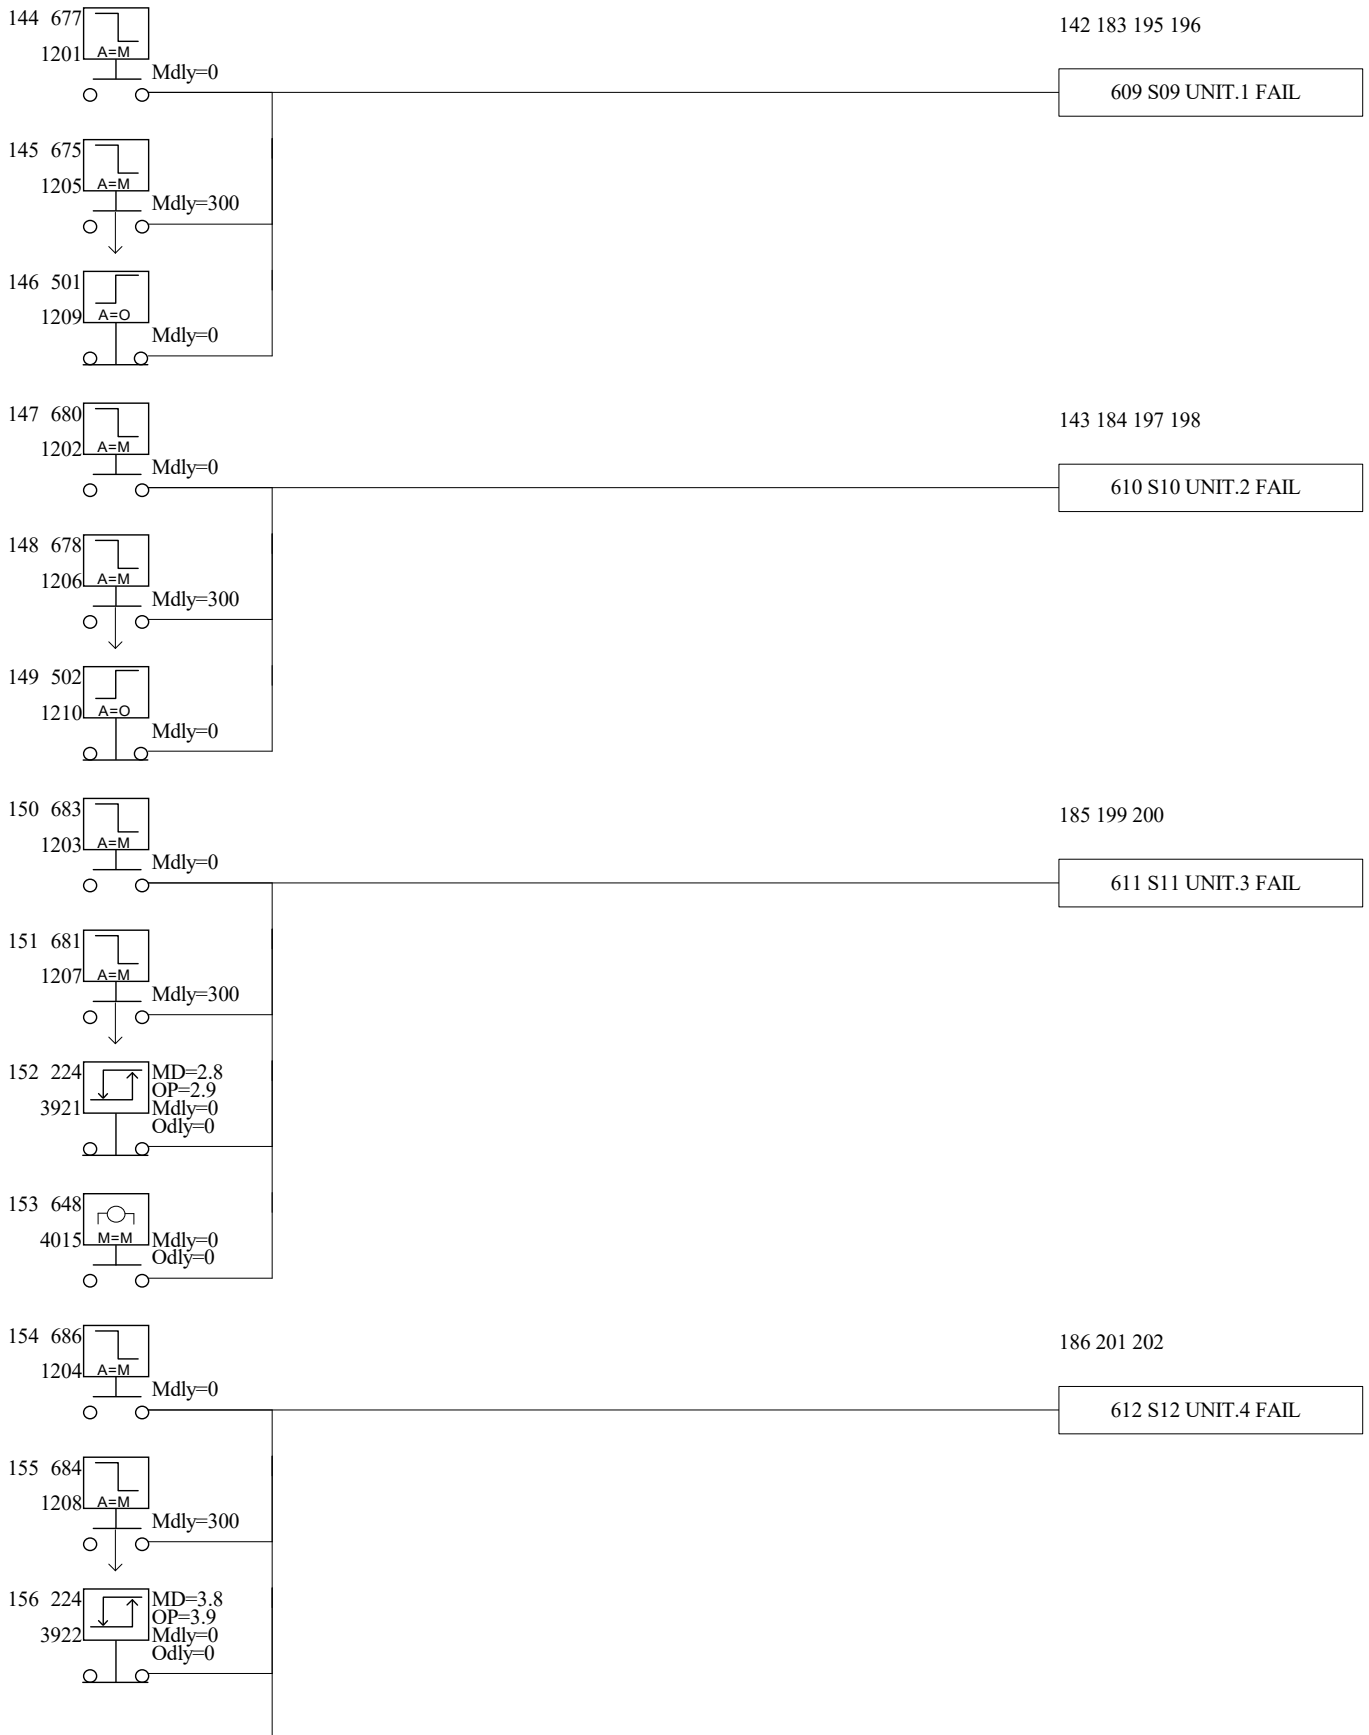 144 677
1201 A=M
Mdly=0
142 183 195 196
609 S09 UNIT.1 FAIL
145 675
1205 A=M
Mdly=300
146 501
1209 A=O
Mdly=0
147 680
1202 A=M
Mdly=0
143 184 197 198
610 S10 UNIT.2 FAIL
148 678
1206 A=M
Mdly=300
149 502
1210 A=O
Mdly=0
150 683
1203 A=M
Mdly=0
185 199 200
611 S11 UNIT.3 FAIL
151 681
1207 A=M
Mdly=300
152 224 MD=2.8
OP=2.9
3921 Mdly=0
Odly=0
153 648
4015 M=M Mdly=0
Odly=0
154 686
1204 A=M
Mdly=0
186 201 202
612 S12 UNIT.4 FAIL
155 684
1208 A=M
Mdly=300
156 224 MD=3.8
OP=3.9
3922 Mdly=0
Odly=0